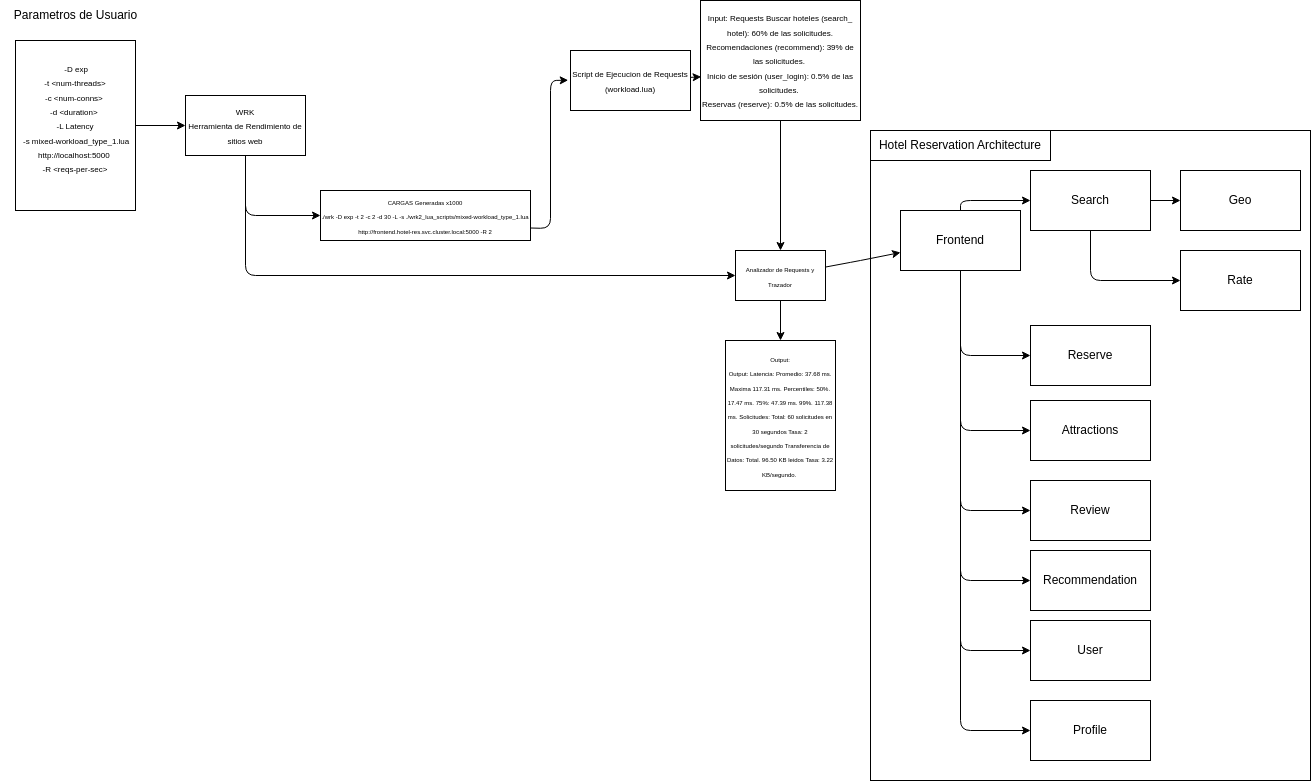 Parametros de Usuario
-D exp
-t <num-threads>
-c <num-conns>
-d <duration>
-L Latency
-s mixed-workload_type_1.lua
http://localhost:5000
-R <reqs-per-sec>
WRK
Herramienta de Rendimiento de
sitios web
CARGAS Generadas x1000
./wrk -D exp -t 2 -c 2 -d 30 -L -s ./wrk2_lua_scripts/mixed-workload_type_1.lua
http://frontend.hotel-res.svc.cluster.local:5000 -R 2
Script de Ejecucion de Requests
(workload.lua)
Input: Requests Buscar hoteles (search_
hotel): 60% de las solicitudes.
Recomendaciones (recommend): 39% de
las solicitudes.
Inicio de sesión (user_login): 0.5% de las
solicitudes.
Reservas (reserve): 0.5% de las solicitudes.
Analizador de Requests y
Trazador
Output:
Output: Latencia: Promedio: 37.68 ms.
Maxima 117.31 ms. Percentiles: 50%.
17.47 ms. 75%: 47.39 ms. 99%. 117.38
ms. Solicitudes: Total: 60 solicitudes en
30 segundos Tasa: 2
solicitudes/segundo Transferencia de
Datos: Total. 96.50 KB leidos Tasa: 3.22
KB/segundo.
Hotel Reservation Architecture
Frontend
Search
Geo
Rate
Reserve
Attractions
Review
Recommendation
User
Profile